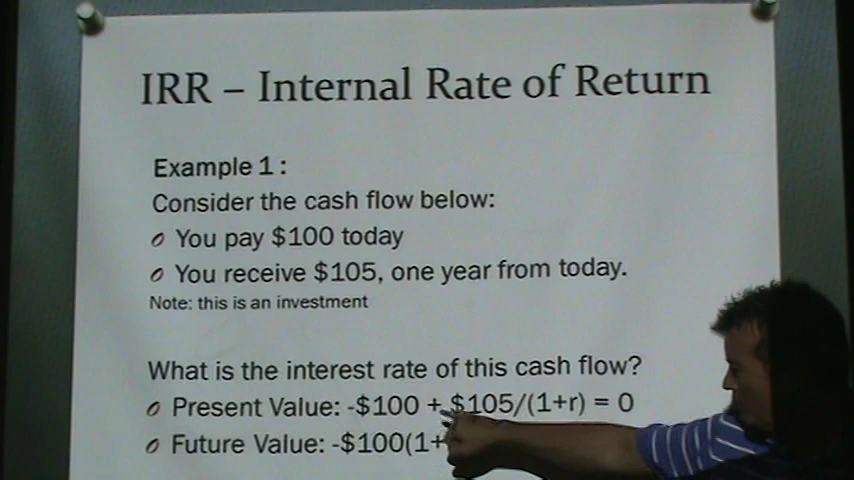 IRR – Internal Rate of Return
Example 1 :
Consider the cash flow below:
You pay $100 today
You receive $105, one year from today.
Note: this is an investment
What is the interest rate of this cash flow?
Present Value: -$100 + $105/(1+r) = 0
Future Value: -$100(1+